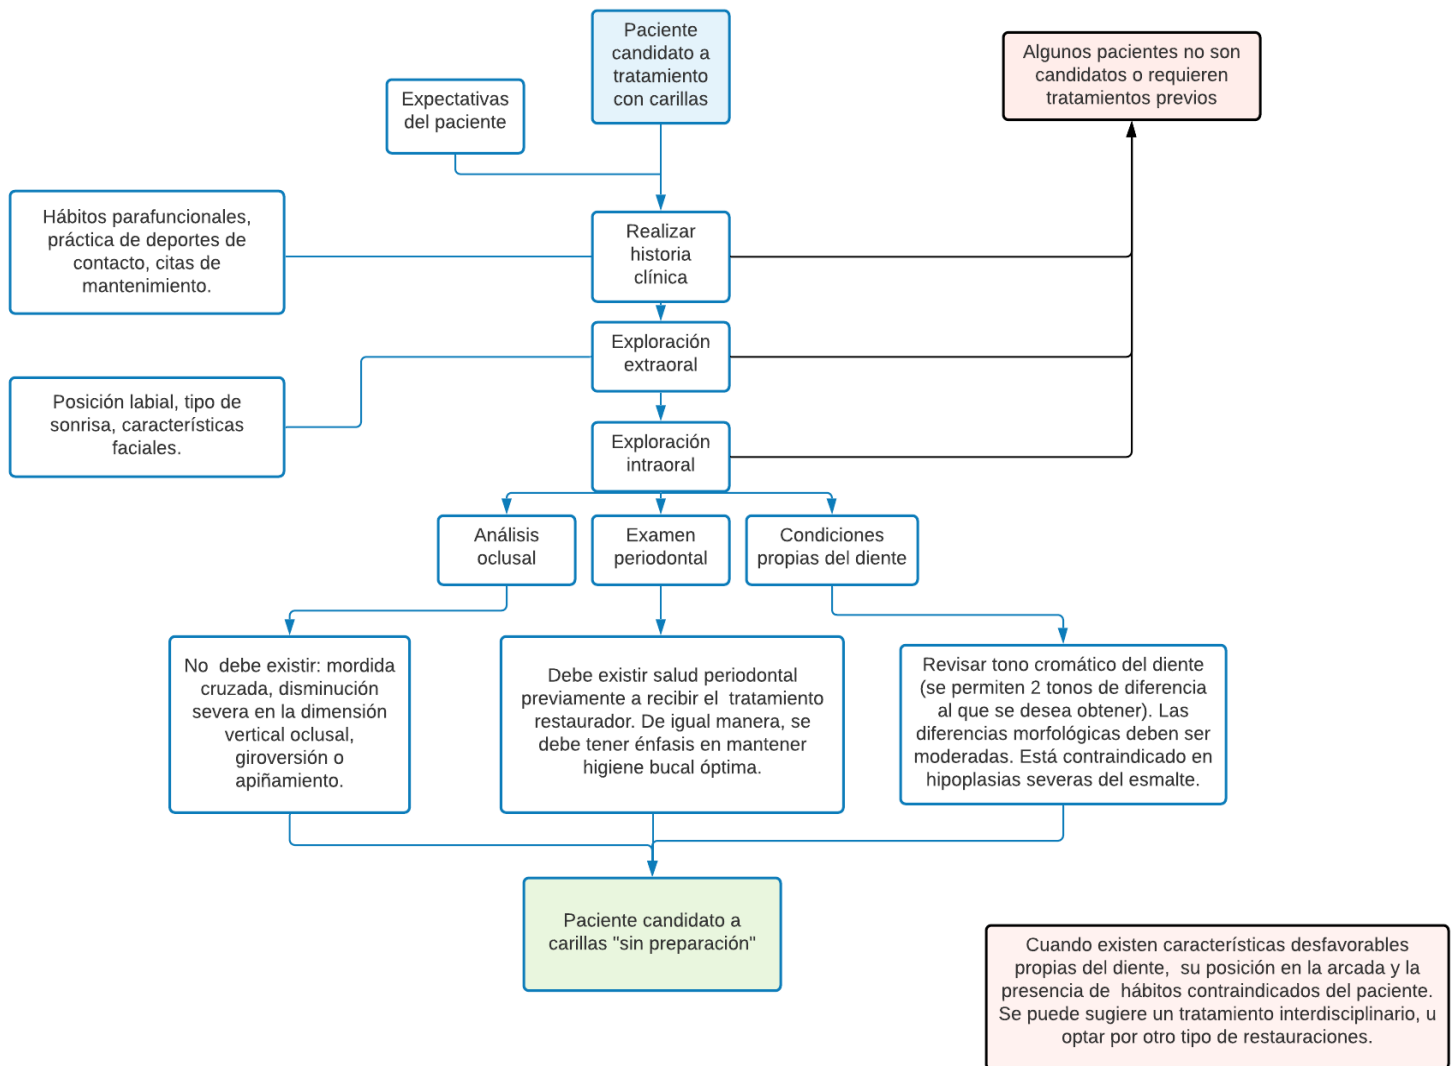 Paciente
candidato a
tratamiento
con carillas
Algunos pacientes no son
candidatos o requieren
tratamientos previos
Expectativas
del paciente
Hábitos parafuncionales,
práctica de deportes de
contacto, citas de
mantenimiento.
Realizar
historia
clínica
Exploración
extraoral
Posición labial, tipo de
sonrisa, características
faciales.
Exploración
intraoral
Análisis
oclusal
Examen
periodontal
Condiciones
propias del diente
No debe existir: mordida
cruzada, disminución
severa en la dimensión
vertical oclusal,
giroversión o
apiñamiento.
Debe existir salud periodontal
previamente a recibir el tratamiento
restaurador. De igual manera, se
debe tener énfasis en mantener
higiene bucal óptima.
Revisar tono cromático del diente
(se permiten 2 tonos de diferencia
al que se desea obtener). Las
diferencias morfológicas deben ser
moderadas. Está contraindicado en
hipoplasias severas del esmalte.
Paciente candidato a
carillas "sin preparación"
Cuando existen características desfavorables
propias del diente, su posición en la arcada y la
presencia de hábitos contraindicados del paciente.
Se puede sugiere un tratamiento interdisciplinario, u
optar por otro tipo de restauraciones.